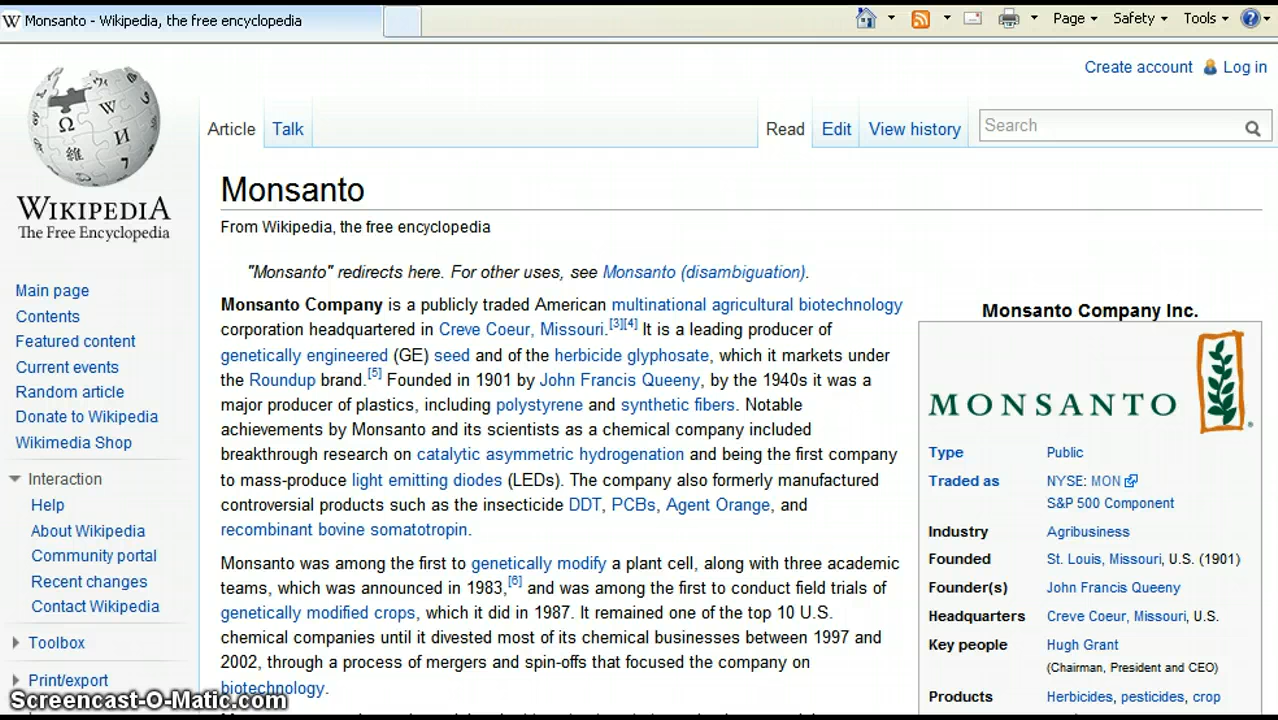 Monsanto - Wikipedia, the free encyclopedia
Page Safety Tools
Create account Log in
Article Talk Read Edit View history Search
WIKIPEDIA
The Free Encyclopedia
Main page
Contents
Featured content
Current events
Random article
Donate to Wikipedia
Wikimedia Shop
Interaction
Help
About Wikipedia
Community portal
Recent changes
Contact Wikipedia
Toolbox
Print/export
Monsanto
From Wikipedia, the free encyclopedia
"Monsanto" redirects here. For other uses, see Monsanto (disambiguation).
Monsanto Company is a publicly traded American multinational agricultural biotechnology
corporation headquartered in Creve Coeur, Missouri.[3][4] It is a leading producer of
genetically engineered (GE) seed and of the herbicide glyphosate, which it markets under
the Roundup brand.[5] Founded in 1901 by John Francis Queeny, by the 1940s it was a
major producer of plastics, including polystyrene and synthetic fibers. Notable
achievements by Monsanto and its scientists as a chemical company included
breakthrough research on catalytic asymmetric hydrogenation and being the first company
to mass-produce light emitting diodes (LEDs). The company also formerly manufactured
controversial products such as the insecticide DDT, PCBs, Agent Orange, and
recombinant bovine somatotropin.
Monsanto was among the first to genetically modify a plant cell, along with three academic
teams, which was announced in 1983,[6] and was among the first to conduct field trials of
genetically modified crops, which it did in 1987. It remained one of the top 10 U.S.
chemical companies until it divested most of its chemical businesses between 1997 and
2002, through a process of mergers and spin-offs that focused the company on
biotechnology.
Monsanto Company Inc.
MONSANTO
Type Public
Traded as NYSE: MON
S&P 500 Component
Industry Agribusiness
Founded St. Louis, Missouri, U.S. (1901)
Founder(s) John Francis Queeny
Headquarters Creve Coeur, Missouri, U.S.
Key people Hugh Grant
(Chairman, President and CEO)
Products Herbicides, pesticides, crop
Screencast-O-Matic.com